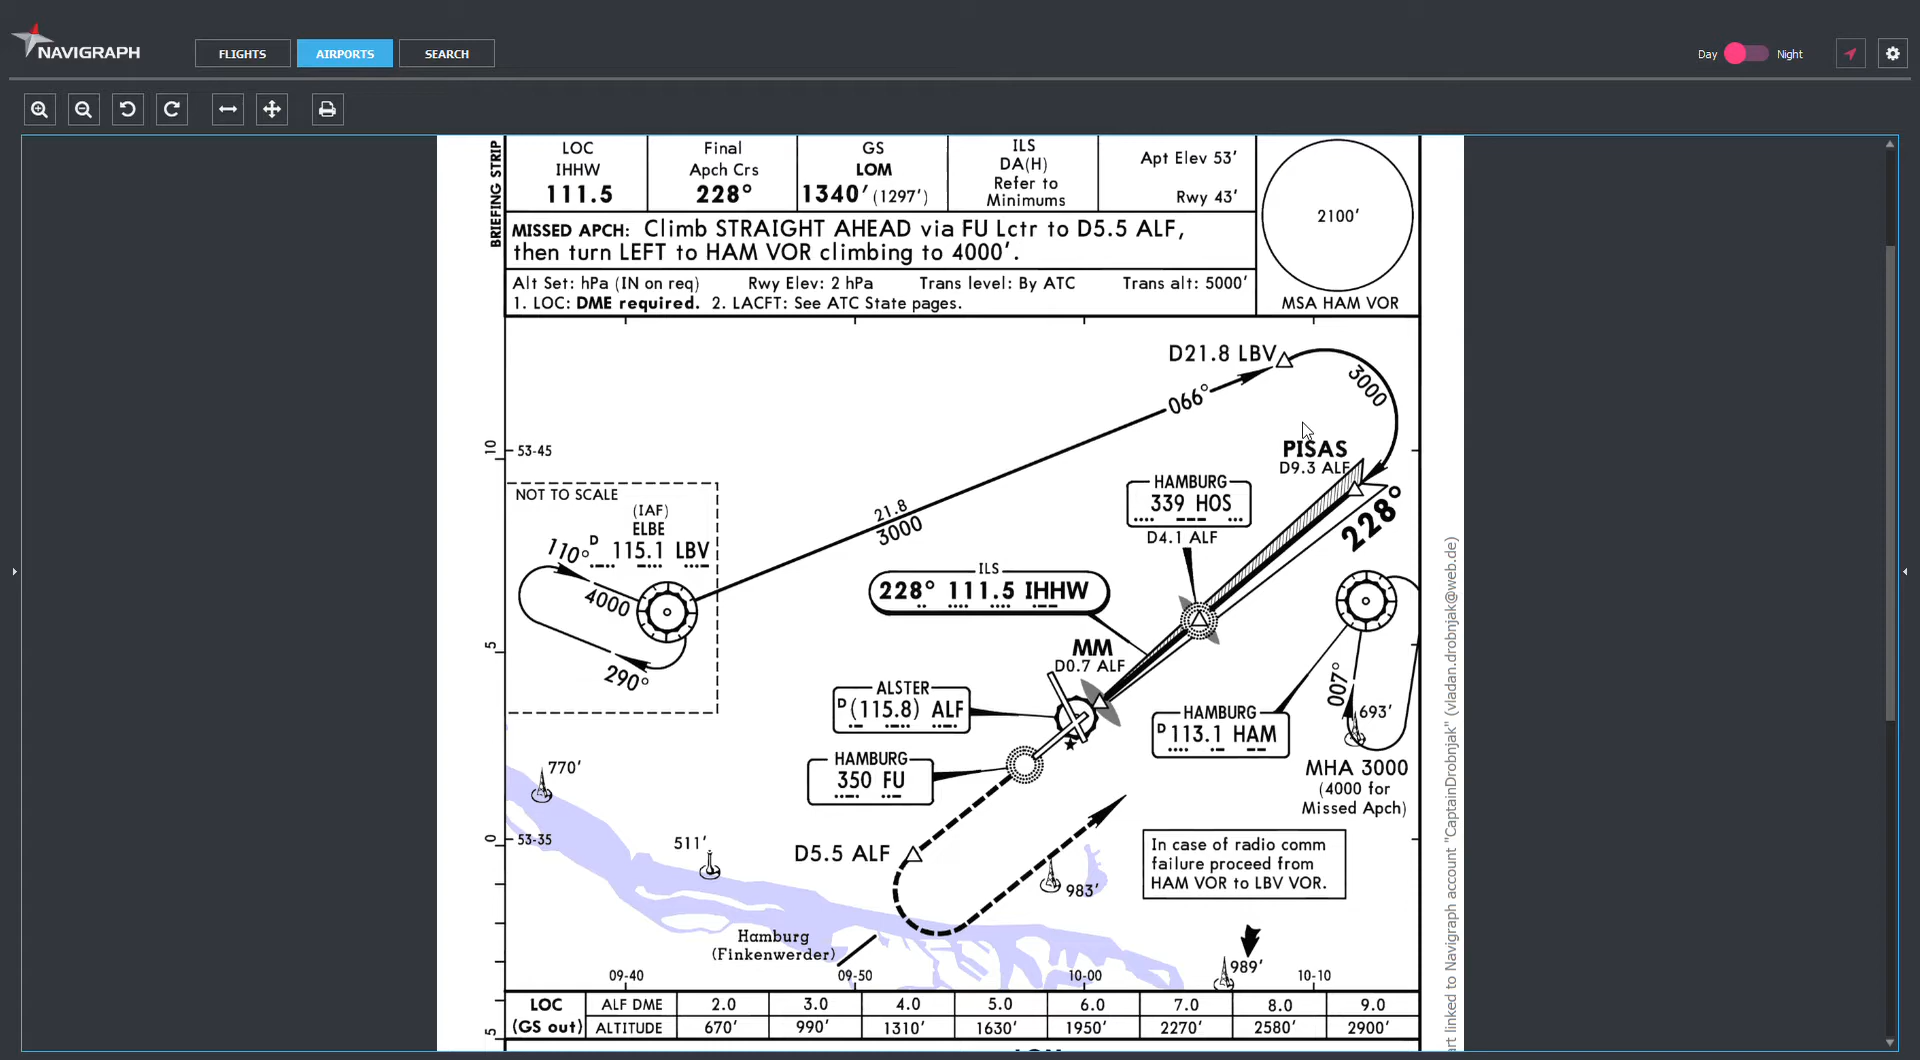 NAVIGRAPH
FLIGHTS
AIRPORTS
SEARCH
Day
Night
BRIEFING STRIP
LOC
IHHW
111.5
Final
Apch Crs
228°
GS
LOM
1340' (1297')
ILS
DA(H)
Refer to
Minimums
Apt Elev 53'
Rwy 43'
2100'
MSA HAM VOR
MISSED APCH: Climb STRAIGHT AHEAD via FU Lctr to D5.5 ALF,
then turn LEFT to HAM VOR climbing to 4000'.
Alt Set: hPa (IN on req) Rwy Elev: 2 hPa Trans level: By ATC Trans alt: 5000'
1. LOC: DME required. 2. LACFT: See ATC State pages.
D21.8 LBV
066°
3000
PISAS
D9.3 ALF
228°
10
53-45
NOT TO SCALE
(IAF)
ELBE
D 115.1 LBV
110°
4000
290°
21.8
3000
HAMBURG
339 HOS
D4.1 ALF
ILS
228° 111.5 IHHW
MM
D0.7 ALF
5
ALSTER
D (115.8) ALF
HAMBURG
350 FU
HAMBURG
D 113.1 HAM
007°
693'
MHA 3000
(4000 for
Missed Apch)
770'
0
53-35
511'
D5.5 ALF
983'
In case of radio comm
failure proceed from
HAM VOR to LBV VOR.
Hamburg
(Finkenwerder)
989'
09-40
09-50
10-00
10-10
5
LOC
(GS out)
ALF DME 2.0 3.0 4.0 5.0 6.0 7.0 8.0 9.0
ALTITUDE 670' 990' 1310' 1630' 1950' 2270' 2580' 2900'
art linked to Navigraph account "CaptainDrobnjak" (vladan.drobnjak@web.de)